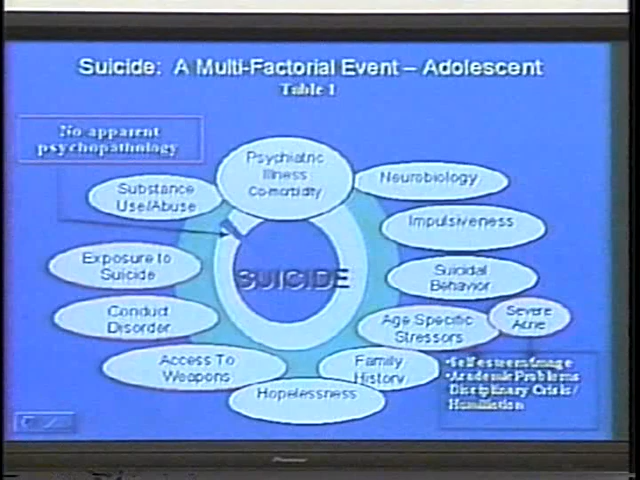 Suicide: A Multi-Factorial Event – Adolescent
Table 1
No apparent
psychopathology
Psychiatric
Illness
Co-morbidity
Neurobiology
Substance
Use/Abuse
Impulsiveness
Exposure to
Suicide
SUICIDE
Suicidal
Behavior
Conduct
Disorder
Age Specific
Stressors
Severe
Acne
Access To
Weapons
Family
History
Hopelessness
•Self esteem/image
•Academic Problems
Disciplinary Crisis/
Humiliation